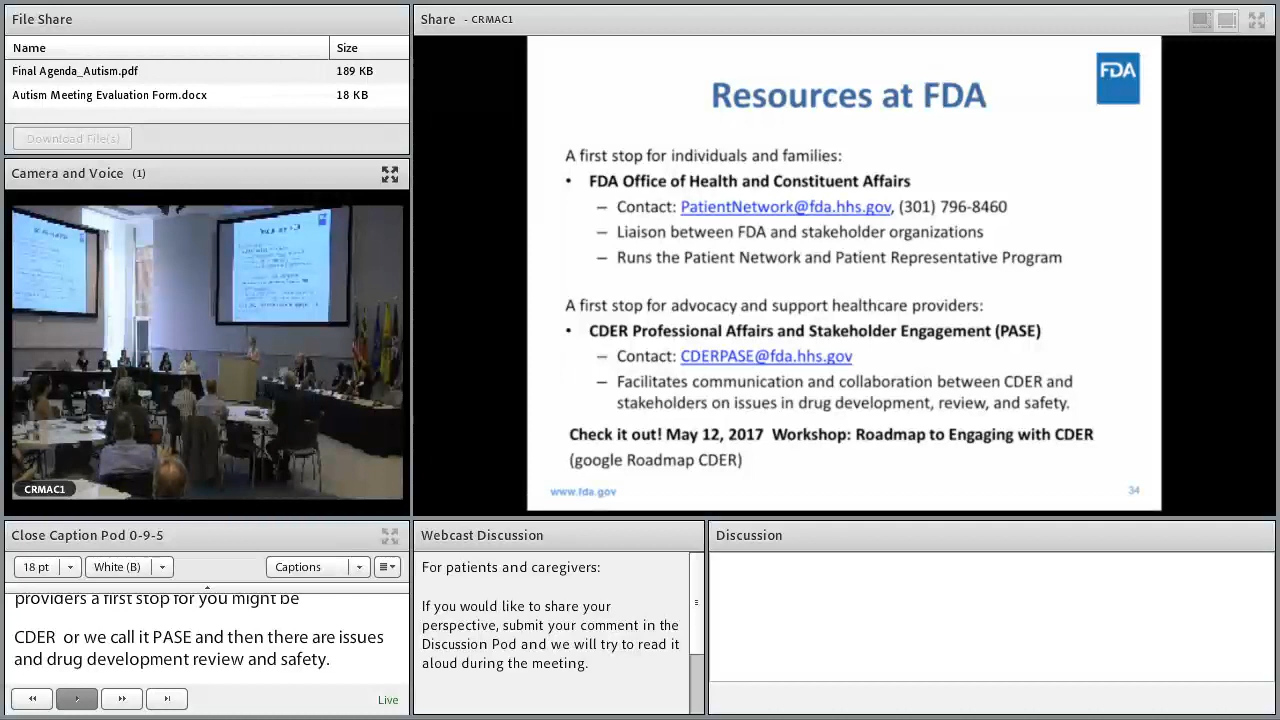 File Share
Name Size
Final Agenda_Autism.pdf 189 KB
Autism Meeting Evaluation Form.docx 18 KB
Download File(s)
Camera and Voice (1)
CRMAC1
Share - CRMAC1
FDA
Resources at FDA
A first stop for individuals and families:
• FDA Office of Health and Constituent Affairs
– Contact: PatientNetwork@fda.hhs.gov, (301) 796-8460
– Liaison between FDA and stakeholder organizations
– Runs the Patient Network and Patient Representative Program
A first stop for advocacy and support healthcare providers:
• CDER Professional Affairs and Stakeholder Engagement (PASE)
– Contact: CDERPASE@fda.hhs.gov
– Facilitates communication and collaboration between CDER and
stakeholders on issues in drug development, review, and safety.
Check it out! May 12, 2017 Workshop: Roadmap to Engaging with CDER
(google Roadmap CDER)
www.fda.gov 34
Close Caption Pod 0-9-5
18 pt White (B) Captions
providers a first stop for you might be
CDER or we call it PASE and then there are issues
and drug development review and safety.
Live
Webcast Discussion
For patients and caregivers:
If you would like to share your
perspective, submit your comment in the
Discussion Pod and we will try to read it
aloud during the meeting.
Discussion